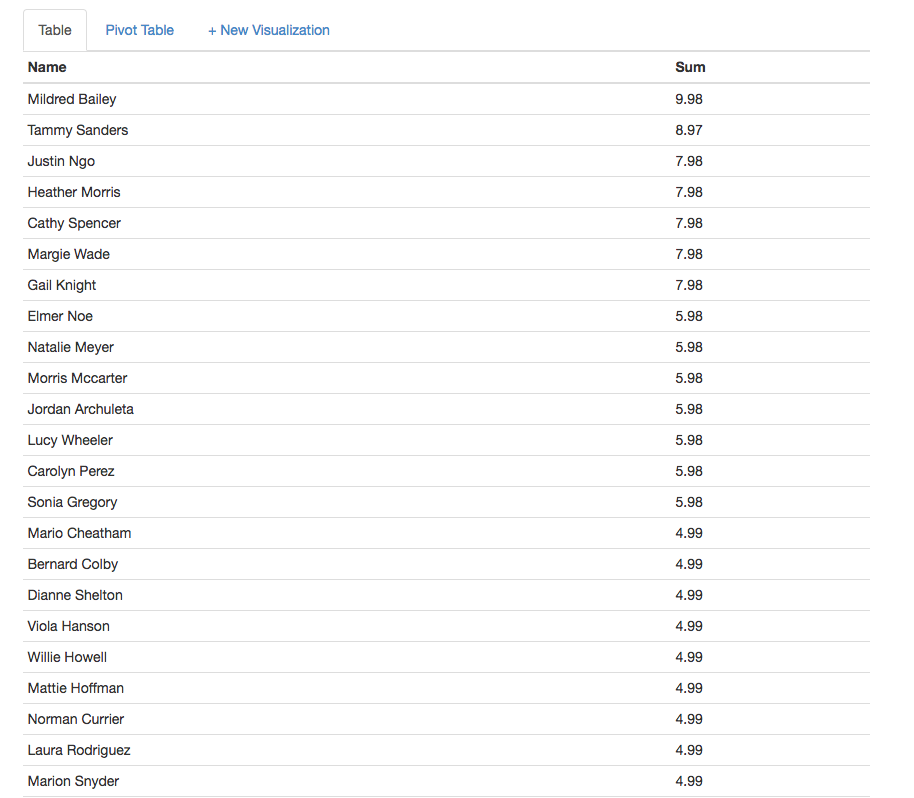 Table Pivot Table + New Visualization
Name Sum
Mildred Bailey 9.98
Tammy Sanders 8.97
Justin Ngo 7.98
Heather Morris 7.98
Cathy Spencer 7.98
Margie Wade 7.98
Gail Knight 7.98
Elmer Noe 5.98
Natalie Meyer 5.98
Morris Mccarter 5.98
Jordan Archuleta 5.98
Lucy Wheeler 5.98
Carolyn Perez 5.98
Sonia Gregory 5.98
Mario Cheatham 4.99
Bernard Colby 4.99
Dianne Shelton 4.99
Viola Hanson 4.99
Willie Howell 4.99
Mattie Hoffman 4.99
Norman Currier 4.99
Laura Rodriguez 4.99
Marion Snyder 4.99